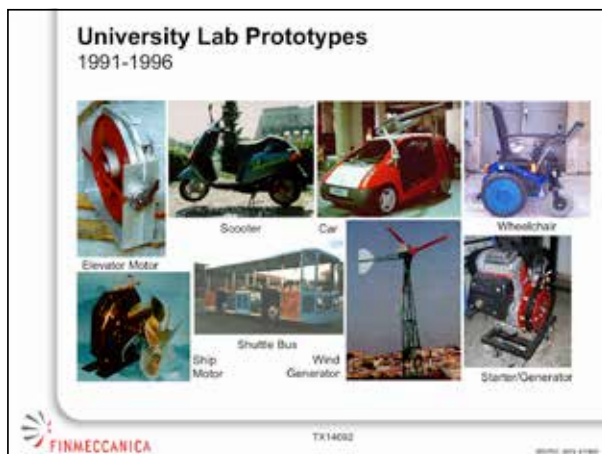 University Lab Prototypes
1991-1996
Scooter
Car
Wheelchair
Elevator Motor
Shuttle Bus
Ship
Motor
Wind
Generator
Starter/Generator
FINMECCANICA
TX14692